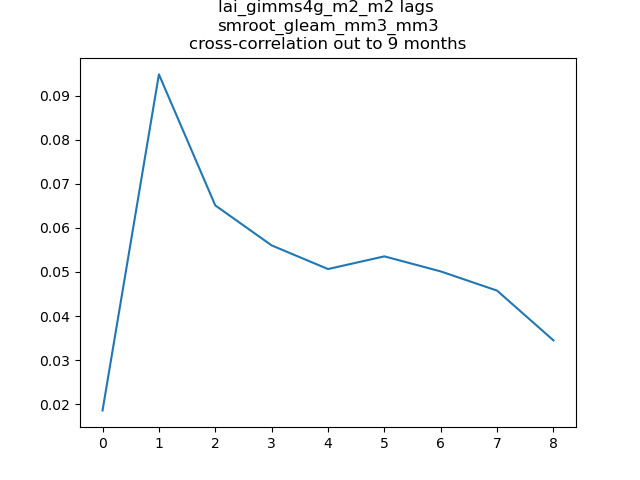 lai_gimms4g_m2_m2 lags
smroot_gleam_mm3_mm3
cross-correlation out to 9 months
0.09
0.08
0.07
0.06
0.05
0.04
0.03
0.02
0 1 2 3 4 5 6 7 8